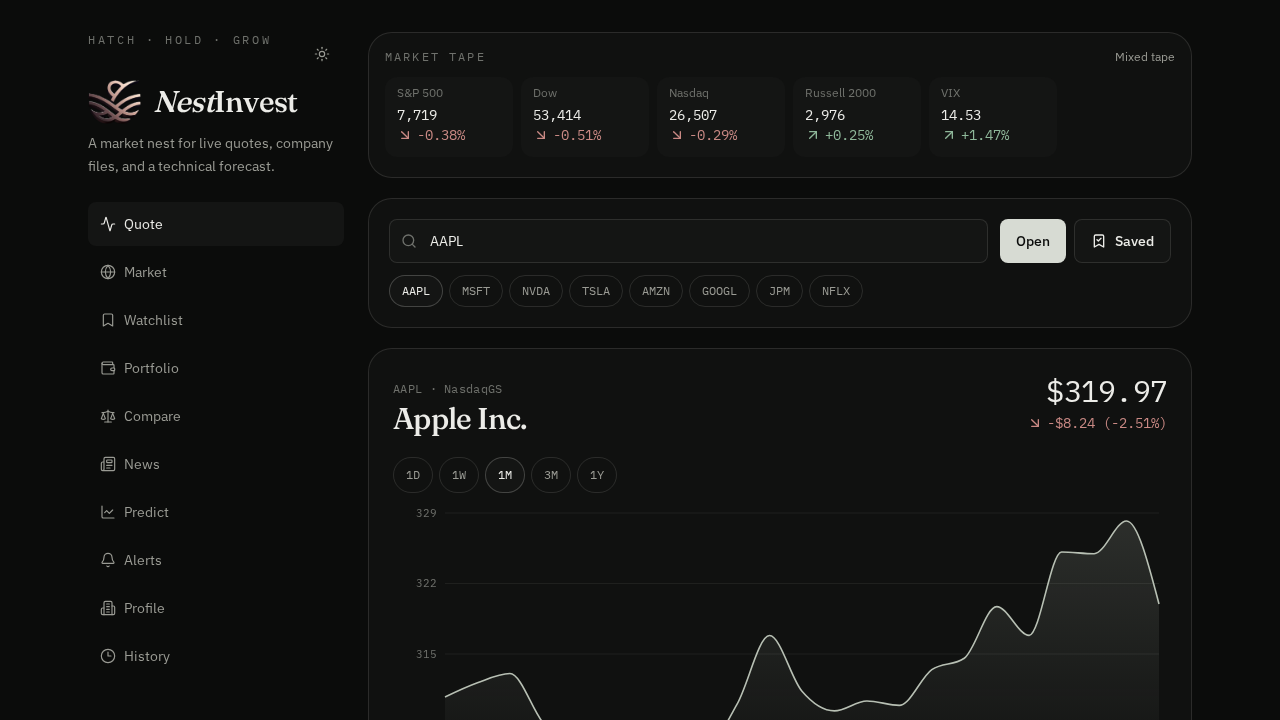 HATCH · HOLD · GROW
NestInvest
A market nest for live quotes, company
files, and a technical forecast.
Quote
Market
Watchlist
Portfolio
Compare
News
Predict
Alerts
Profile
History
MARKET TAPE
Mixed tape
S&P 500
7,719
-0.38%
Dow
53,414
-0.51%
Nasdaq
26,507
-0.29%
Russell 2000
2,976
+0.25%
VIX
14.53
+1.47%
AAPL
Open
Saved
AAPL
MSFT
NVDA
TSLA
AMZN
GOOGL
JPM
NFLX
AAPL · NasdaqGS
Apple Inc.
$319.97
-$8.24 (-2.51%)
1D
1W
1M
3M
1Y
329
322
315